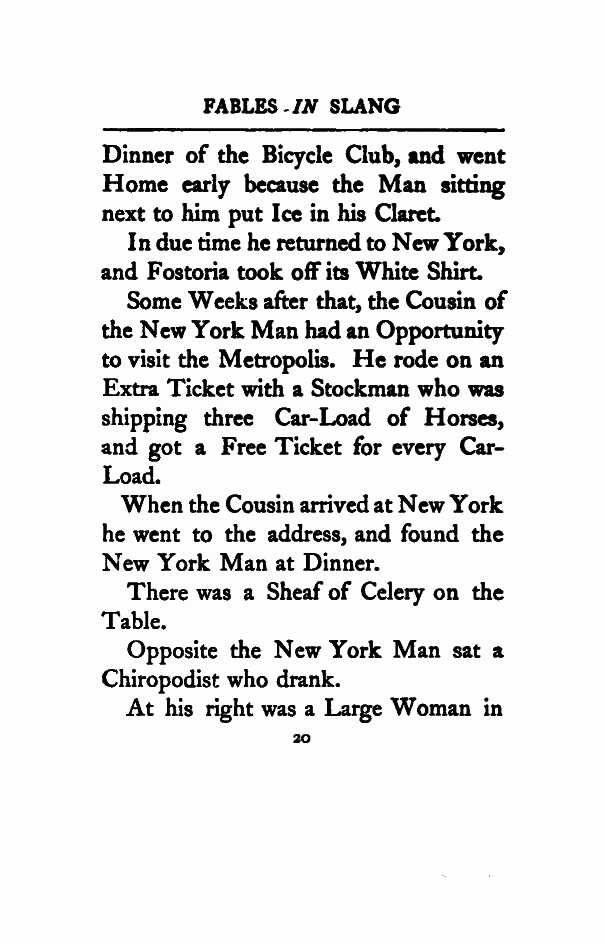 FABLES IN SLANG
Dinner of the Bicycle Club, and went
Home early because the Man sitting
next to him put Ice in his Claret.
In due time he returned to New York,
and Fostoria took off its White Shirt.
Some Weeks after that, the Cousin of
the New York Man had an Opportunity
to visit the Metropolis. He rode on an
Extra Ticket with a Stockman who was
shipping three Car-Load of Horses,
and got a Free Ticket for every Car-
Load.
When the Cousin arrived at New York
he went to the address, and found the
New York Man at Dinner.
There was a Sheaf of Celery on the
Table.
Opposite the New York Man sat a
Chiropodist who drank.
At his right was a Large Woman in
20